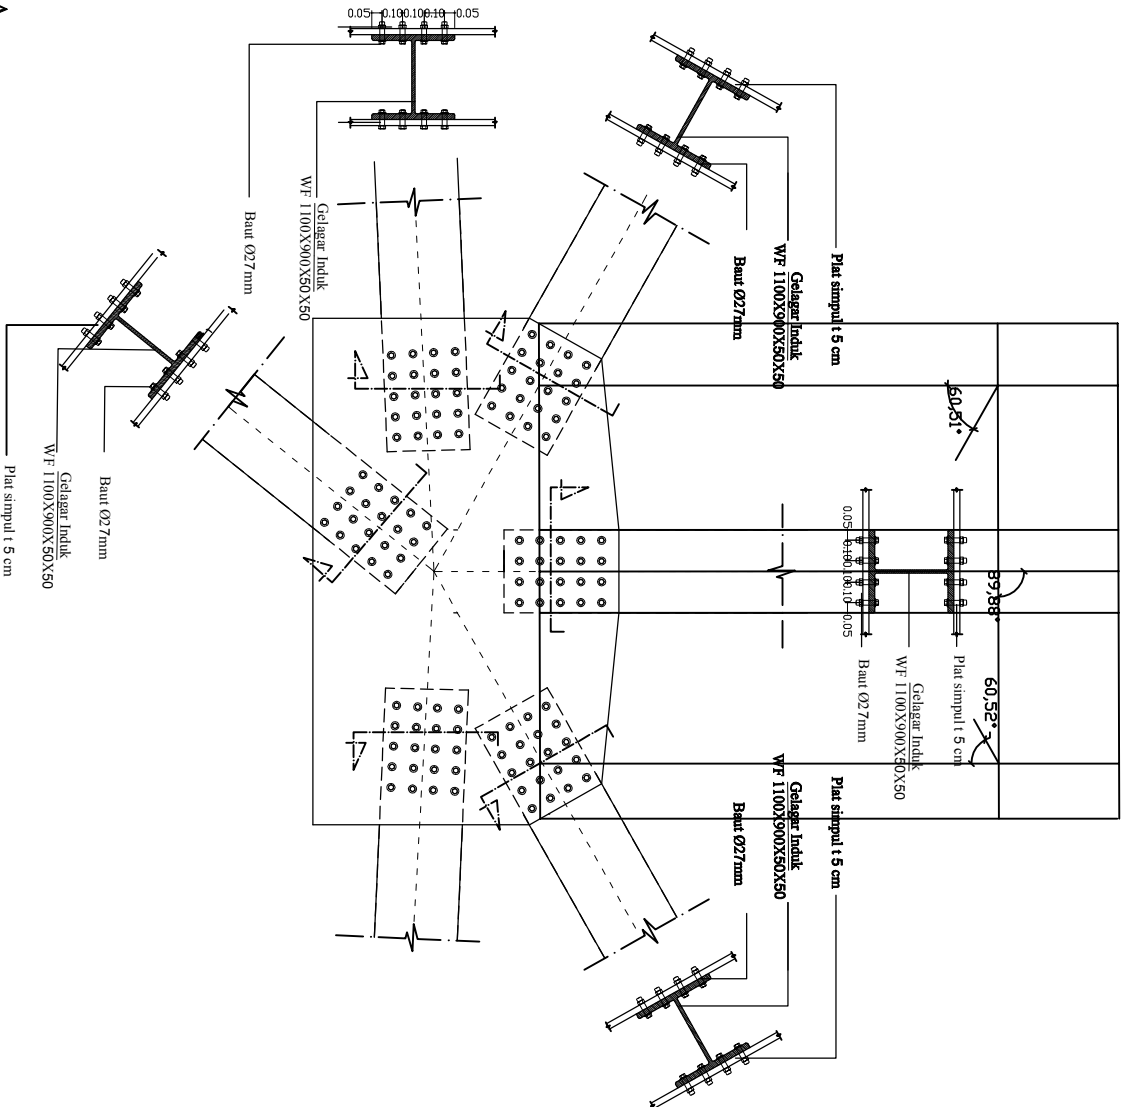 0.05
0.10
0.10
0.10
0.05
Baut Ø27mm
Gelagar Induk
WF 1100X900X50X50
Plat simpul t 5 cm
Gelagar Induk
WF 1100X900X50X50
Baut Ø27mm
Baut Ø27mm
Gelagar Induk
WF 1100X900X50X50
Plat simpul t 5 cm
60,51°
0.05
0.10
0.10
0.10
0.05
89,88°
60,52°
Plat simpul t 5 cm
Gelagar Induk
WF 1100X900X50X50
Baut Ø27mm
Plat simpul t 5 cm
Gelagar Induk
WF 1100X900X50X50
Baut Ø27mm